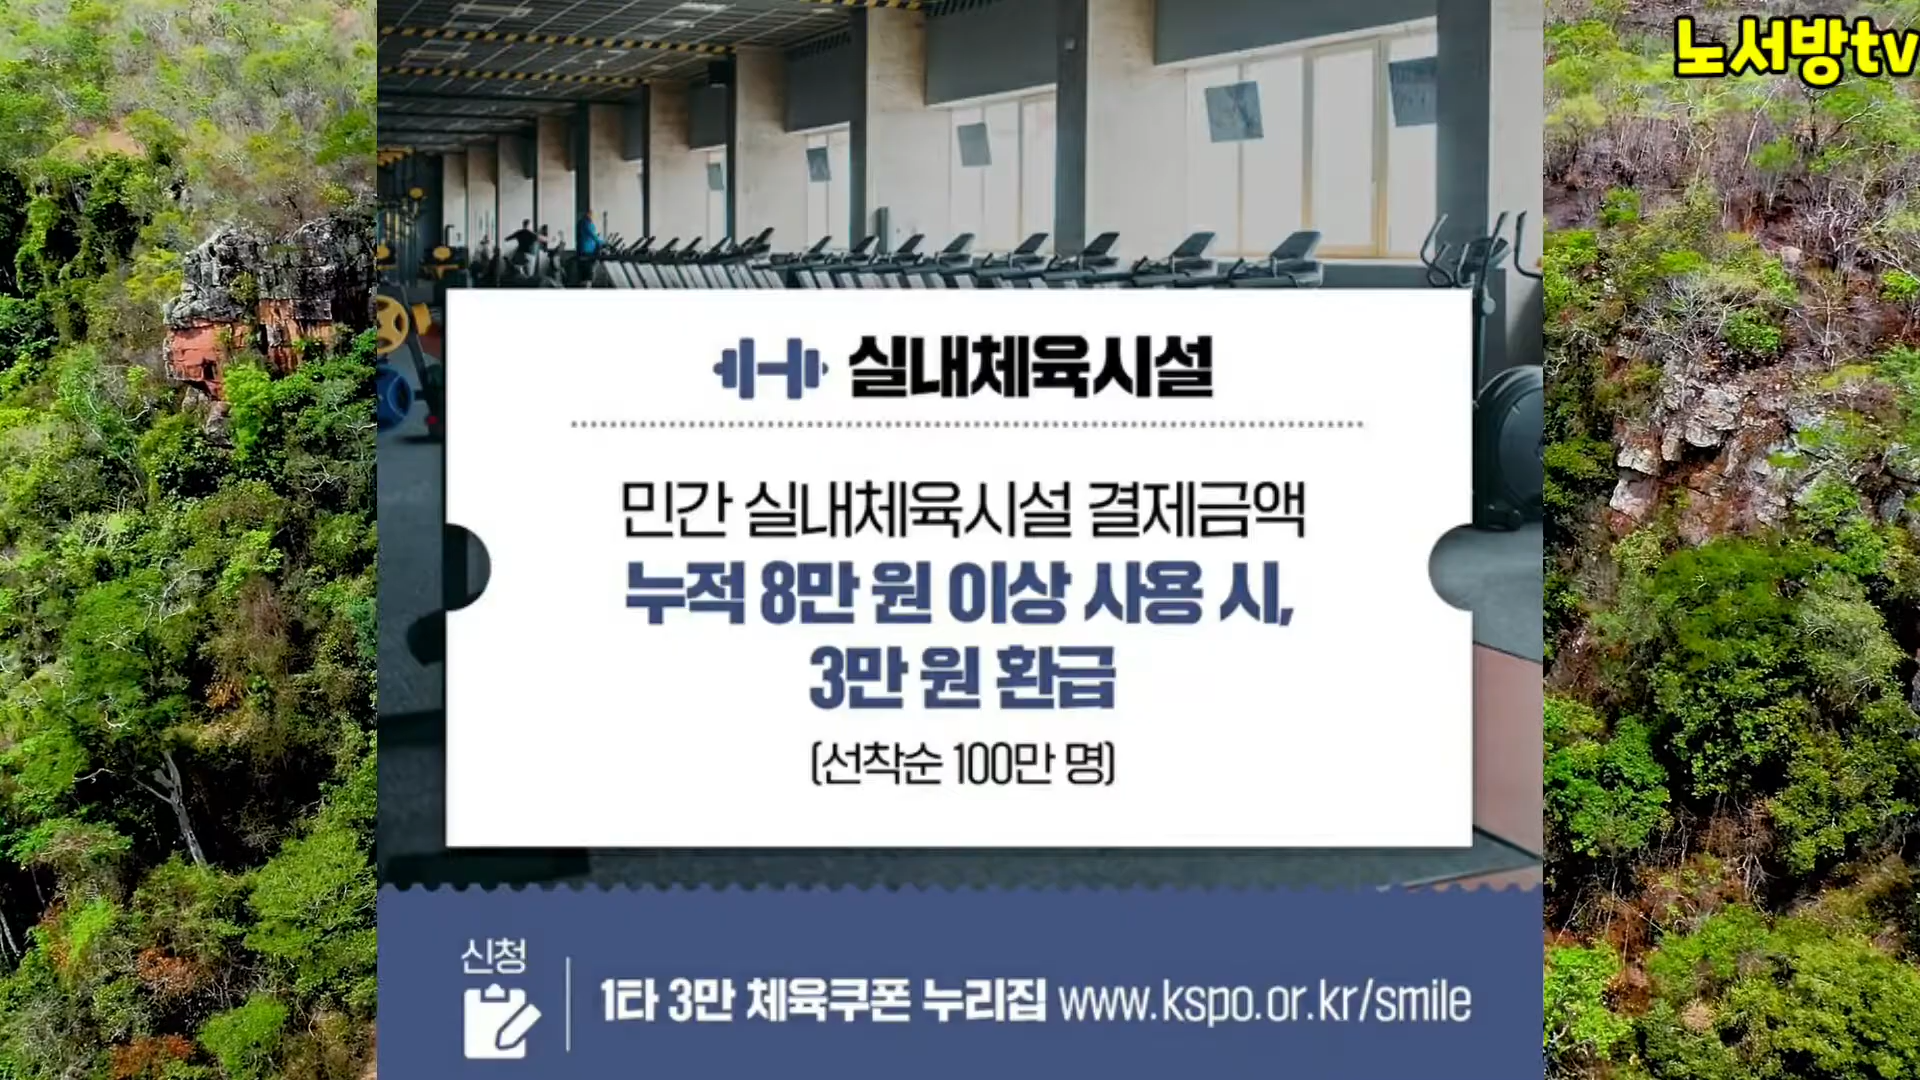 노서방tv
실내체육시설
민간 실내체육시설 결제금액
누적 8만 원 이상 사용 시,
3만 원 환급
(선착순 100만 명)
신청
1타 3만 체육쿠폰 누리집 www.kspo.or.kr/smile